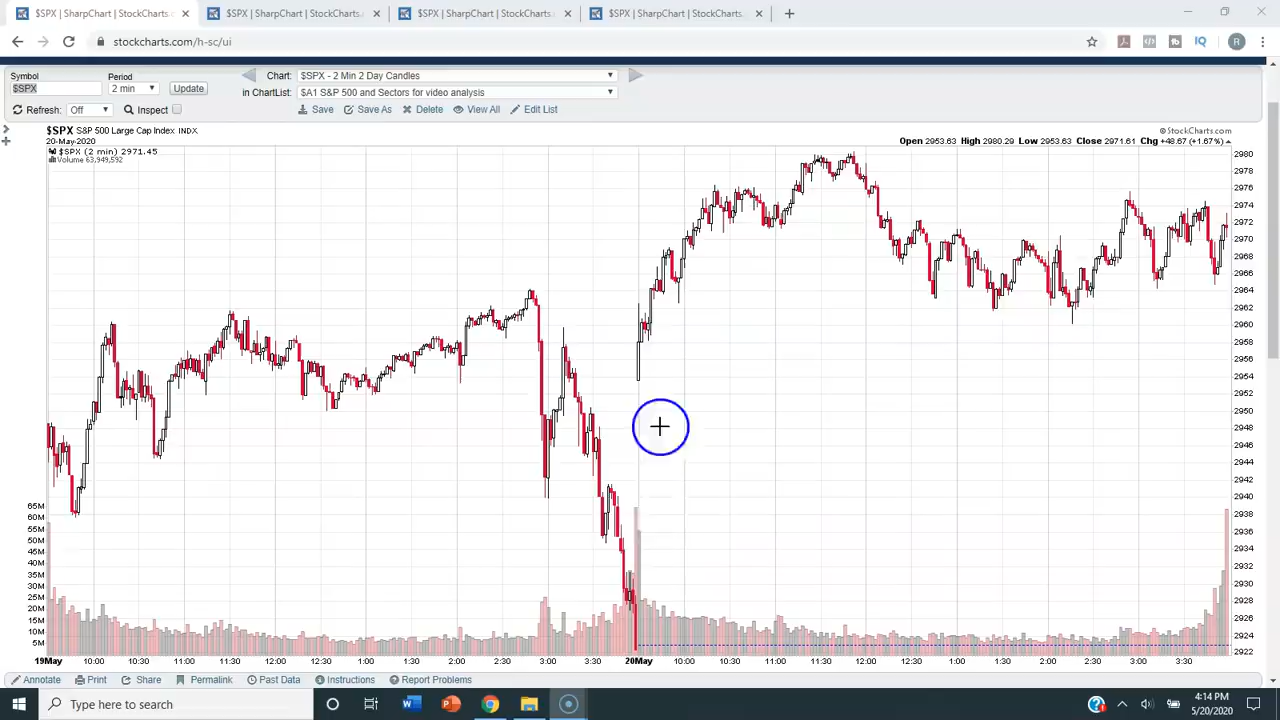 $SPX | SharpChart | StockCharts.c
$SPX | SharpChart | StockCharts.c
$SPX | SharpChart | StockCharts.c
$SPX | SharpChart | StockCharts.c
stockcharts.com/h-sc/ui
IQ
R
Symbol
Period
Chart:
$SPX - 2 Min 2 Day Candles
$SPX
2 min
Update
in ChartList:
$A1 S&P 500 and Sectors for video analysis
Refresh:
Off
Inspect
Save
Save As
Delete
View All
Edit List
$SPX S&P 500 Large Cap Index INDX
© StockCharts.com
20-May-2020
Open 2953.63 High 2980.29 Low 2953.63 Close 2971.61 Chg +48.67 (+1.67%)
$SPX (2 min) 2971.45
Volume 63,949,592
2980
2978
2976
2974
2972
2970
2968
2966
2964
2962
2960
2958
2956
2954
2952
2950
2948
2946
2944
2942
2940
2938
2936
2934
2932
2930
2928
2926
2924
2922
65M
60M
55M
50M
45M
40M
35M
30M
25M
20M
15M
10M
5M
19May 10:00 10:30 11:00 11:30 12:00 12:30 1:00 1:30 2:00 2:30 3:00 3:30 20May 10:00 10:30 11:00 11:30 12:00 12:30 1:00 1:30 2:00 2:30 3:00 3:30
Annotate
Print
Share
Permalink
Past Data
Instructions
Report Problems
Type here to search
4:14 PM
5/20/2020